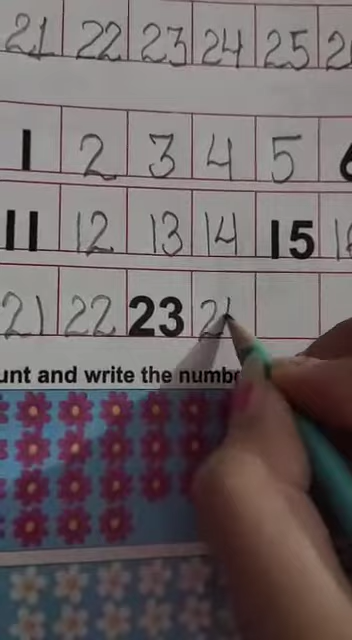 21 22 23 24 25
1 2 3 4 5
11 12 13 14 15
21 22 23
unt and write the numb